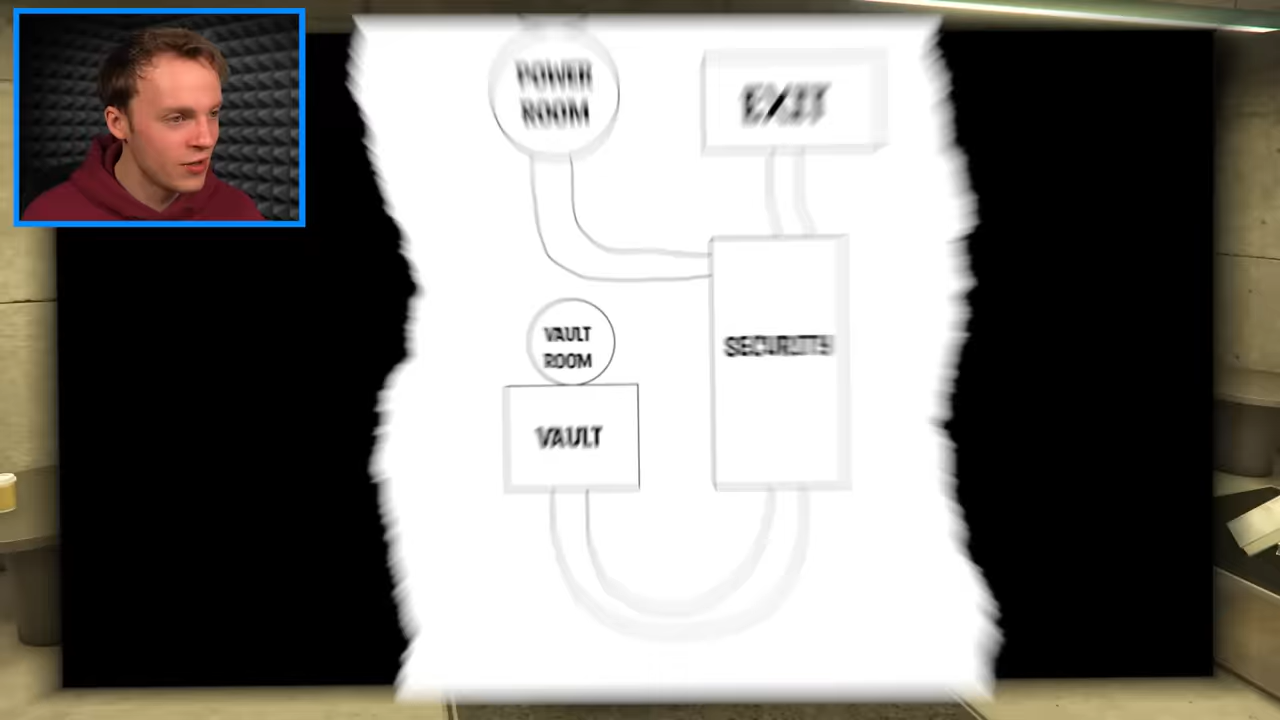 POWER
ROOM
EXIT
VAULT
ROOM
SECURITY
VAULT